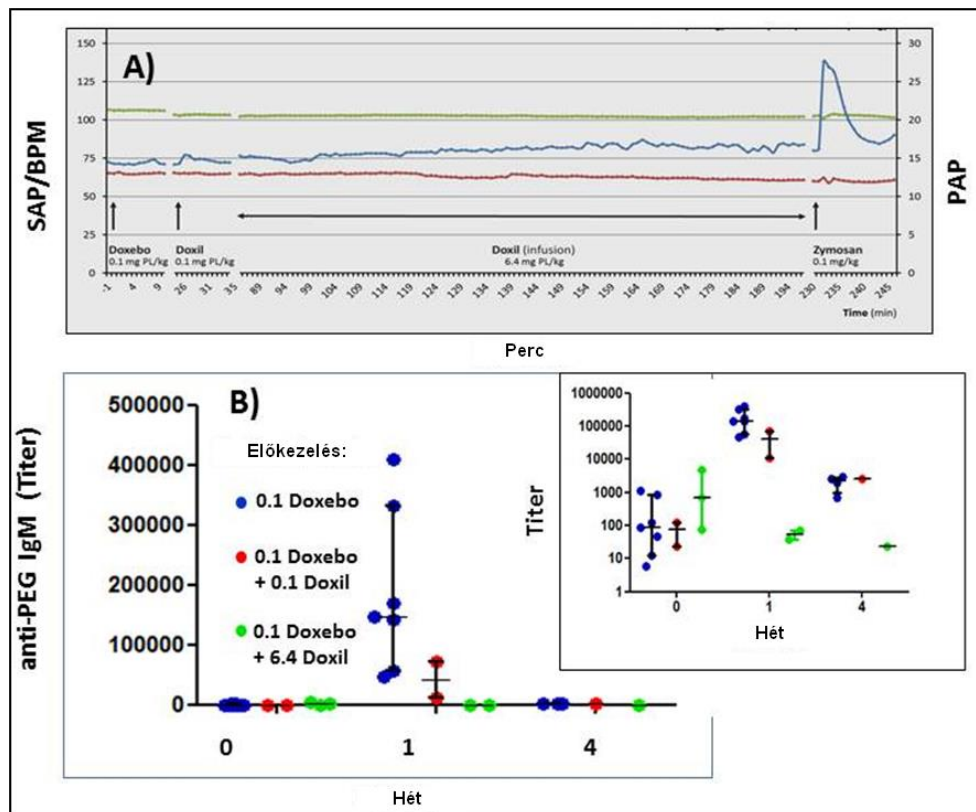 A)
SAP/BPM
150
125
100
75
50
25
0
PAP
30
25
20
15
10
5
0
Doxebo
0.1 mg PL/kg
Doxil
0.1 mg PL/kg
Doxil (infusion)
6.4 mg PL/kg
Zymosan
0.1 mg/kg
-1 4 9 26 31 35 89 94 99 104 109 114 119 124 129 134 139 144 149 154 159 164 169 174 179 184 189 194 230 235 240 245
Time (min)
Perc
B)
anti-PEG IgM (Titer)
500000
400000
300000
200000
100000
0
Előkezelés:
0.1 Doxebo
0.1 Doxebo
+ 0.1 Doxil
0.1 Doxebo
+ 6.4 Doxil
0 1 4
Hét
Titer
1000000
100000
10000
1000
100
10
1
0 1 4
Hét